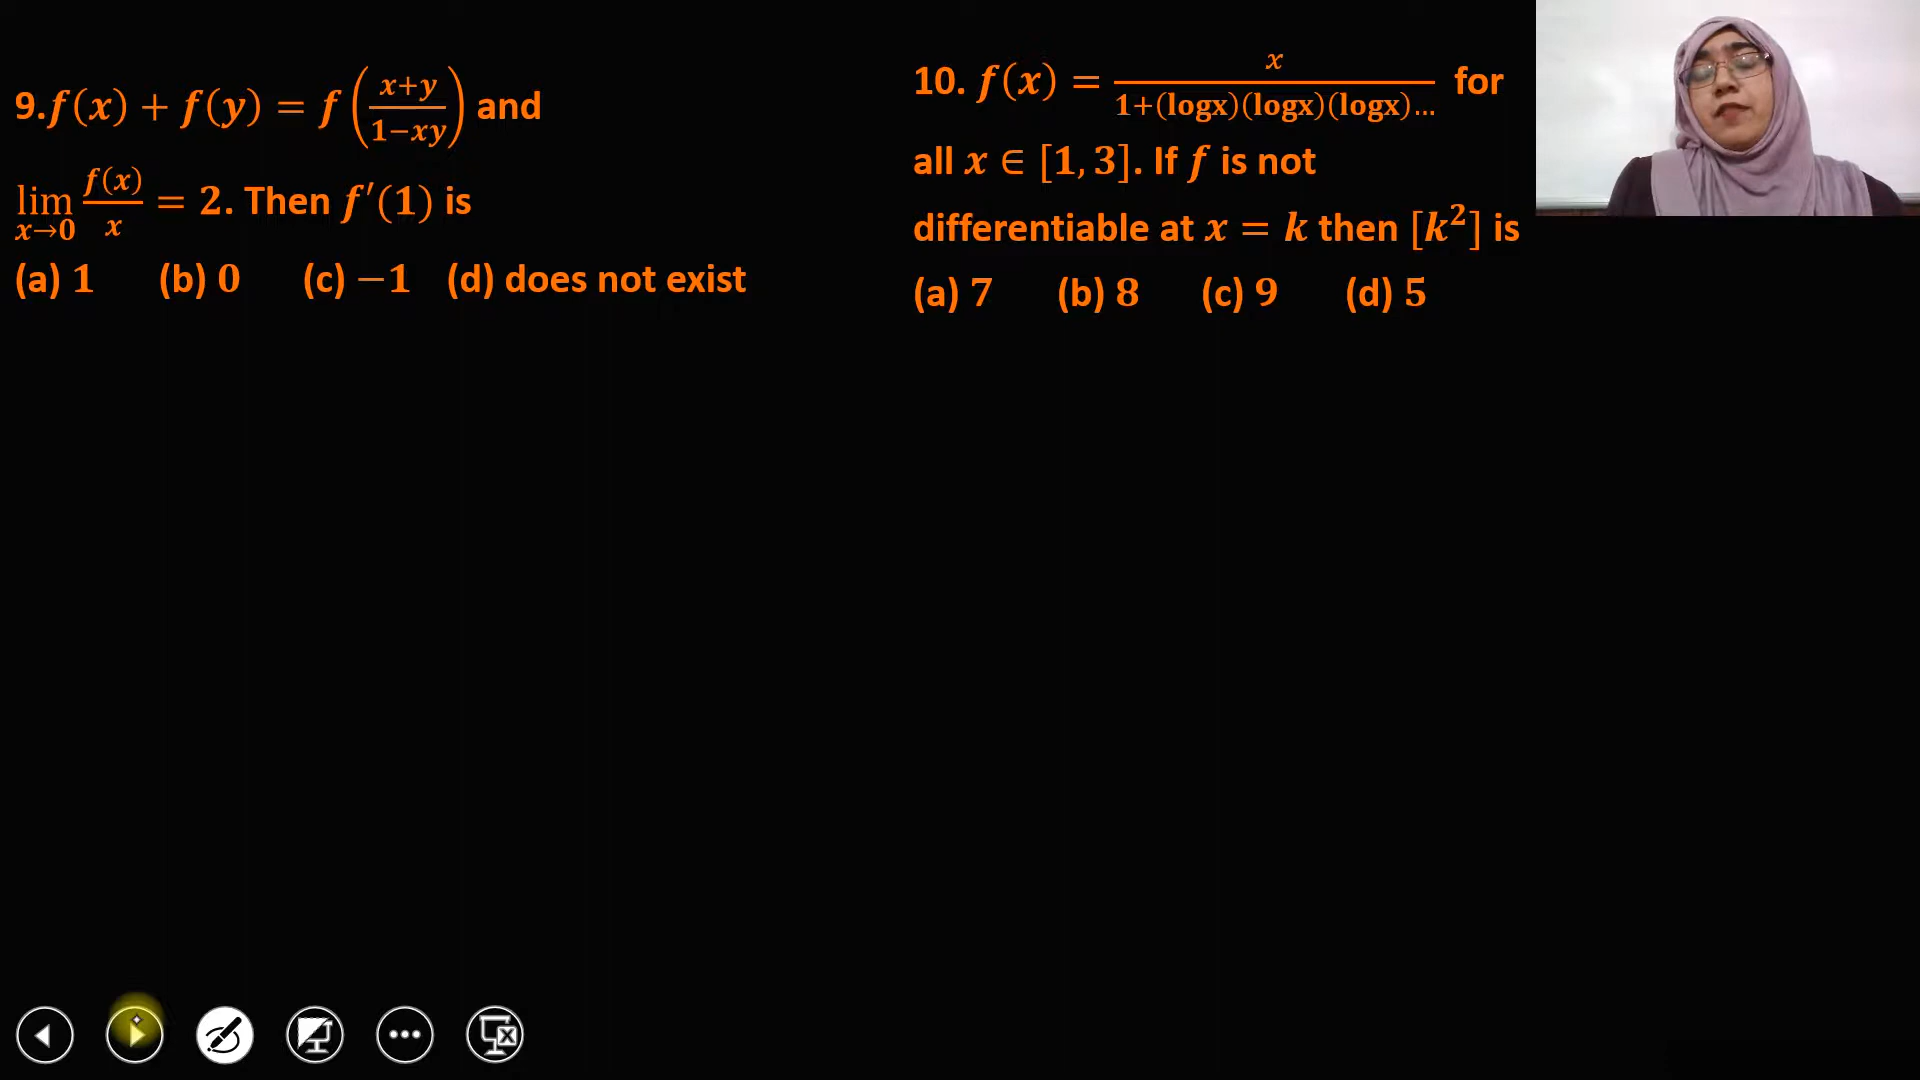 9.f(x) + f(y) = f((x+y)/(1−xy)) and
lim x→0 f(x)/x = 2. Then f′(1) is
(a) 1 (b) 0 (c) −1 (d) does not exist
10. f(x) = x/(1+(logx)(logx)(logx)...) for
all x ∈ [1, 3]. If f is not
differentiable at x = k then [k²] is
(a) 7 (b) 8 (c) 9 (d) 5